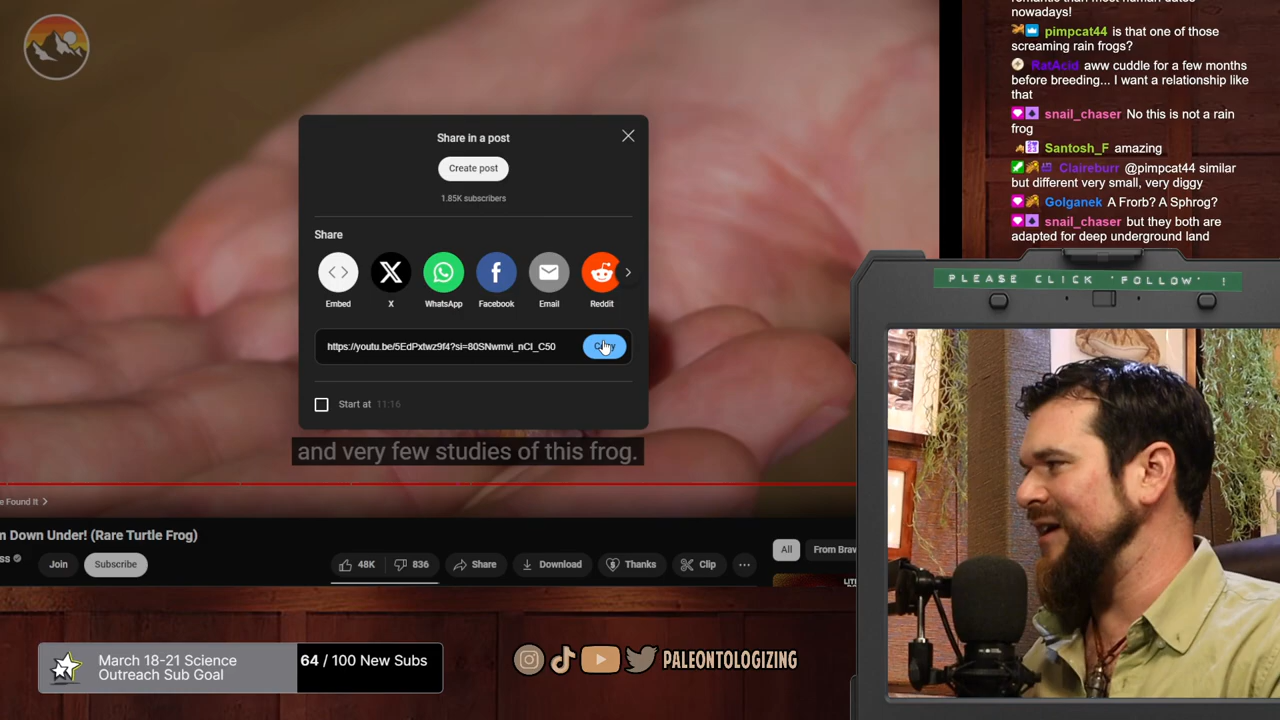 romantic than most human dates
nowadays!
pimpcat44 is that one of those
screaming rain frogs?
RatAcid aww cuddle for a few months
before breeding... I want a relationship like
that
snail_chaser No this is not a rain
frog
Santosh_F amazing
Claireburr @pimpcat44 similar
but different very small, very diggy
Golganek A Frorb? A Sphrog?
snail_chaser but they both are
adapted for deep underground land
Share in a post
Create post
1.85K subscribers
Share
Embed X WhatsApp Facebook Email Reddit
https://youtu.be/5EdPxtwz9f4?si=80SNwmvi_nCI_C50
Start at 11:16
and very few studies of this frog.
e Found It
m Down Under! (Rare Turtle Frog)
ss Join Subscribe 48K 836 Share Download Thanks Clip ...
All From Brav
PLEASE CLICK 'FOLLOW' !
March 18-21 Science
Outreach Sub Goal
64 / 100 New Subs
PALEONTOLOGIZING